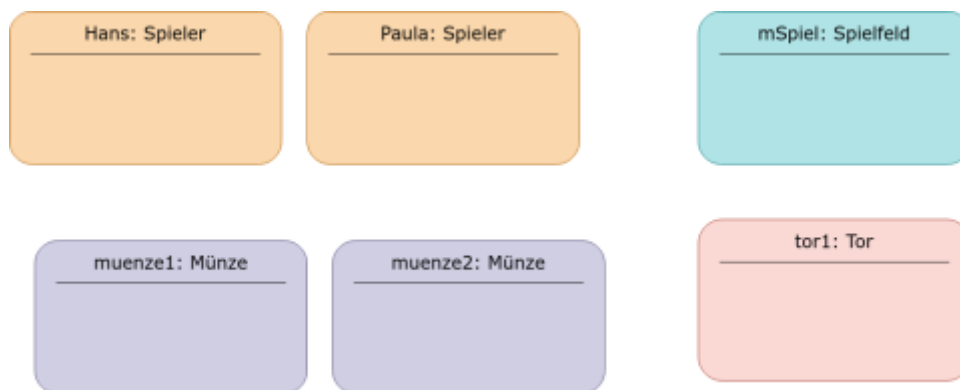 Hans: Spieler
Paula: Spieler
mSpiel: Spielfeld
muenze1: Münze
muenze2: Münze
tor1: Tor